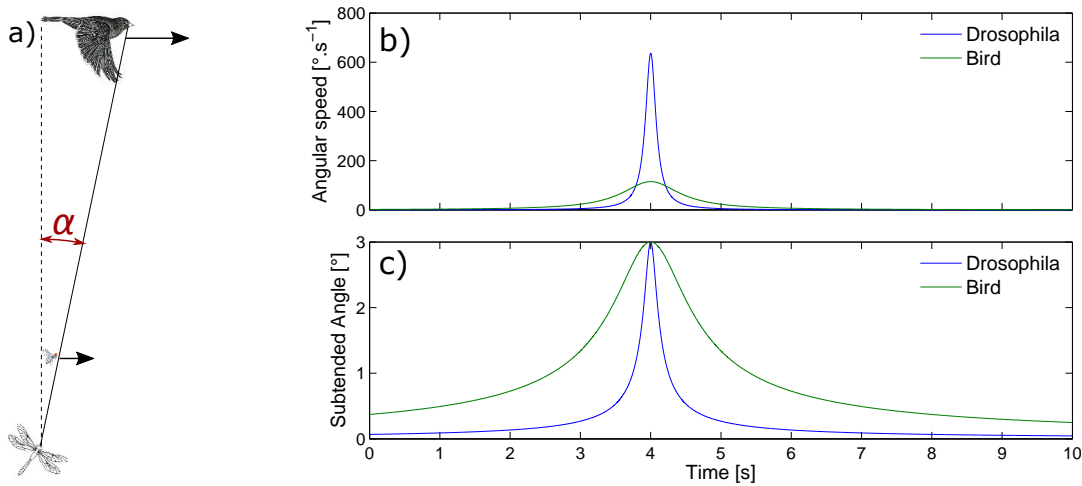 a)
α
b)
Angular speed [°.s⁻¹]
800
600
400
200
0
Drosophila
Bird
c)
Subtended Angle [°]
3
2
1
0
Drosophila
Bird
0 1 2 3 4 5 6 7 8 9 10
Time [s]